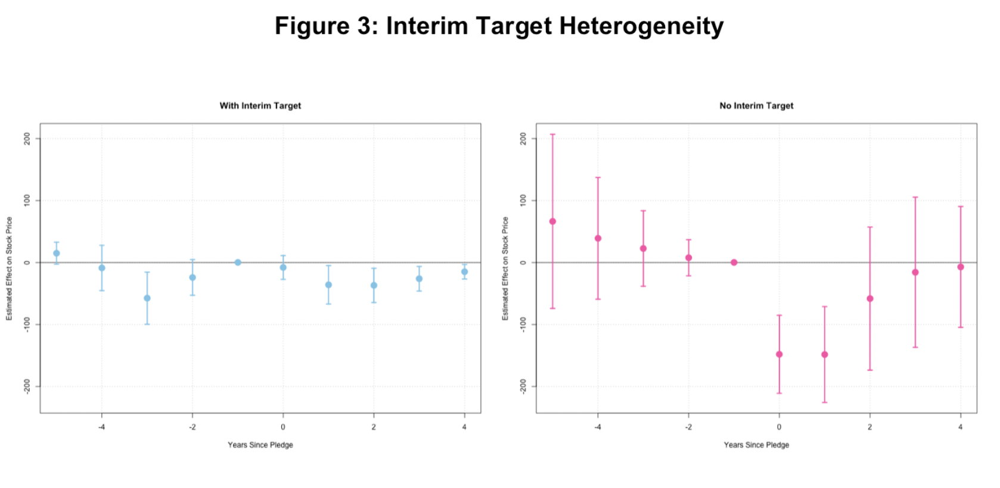 Figure 3: Interim Target Heterogeneity
With Interim Target
Estimated Effect on Stock Price
200
100
0
-100
-200
-4
-2
0
2
4
Years Since Pledge
No Interim Target
Estimated Effect on Stock Price
200
100
0
-100
-200
-4
-2
0
2
4
Years Since Pledge